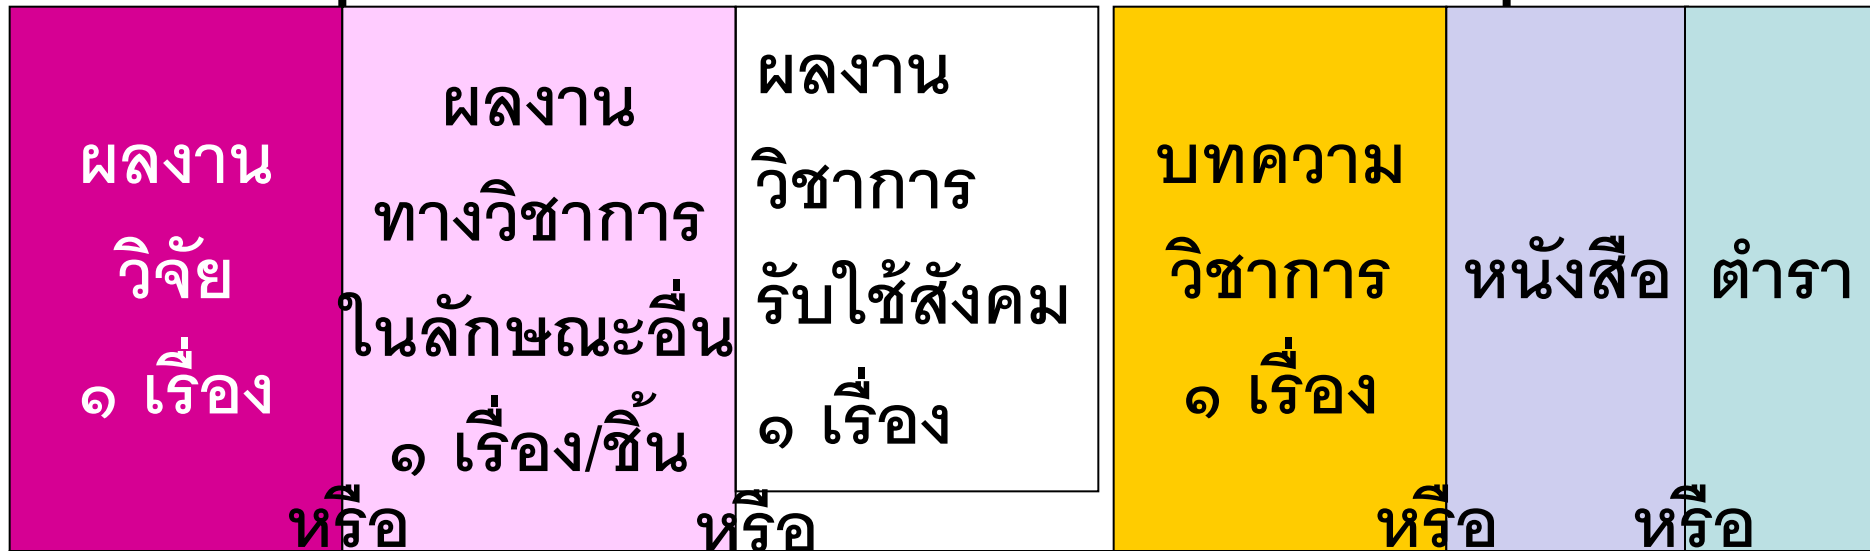 ผลงาน
วิจัย
๑ เรื่อง
หรือ
ผลงาน
ทางวิชาการ
ในลักษณะอื่น
๑ เรื่อง/ชิ้น
หรือ
ผลงาน
วิชาการ
รับใช้สังคม
๑ เรื่อง
บทความ
วิชาการ
๑ เรื่อง
หรือ
หนังสือ
หรือ
ตำรา